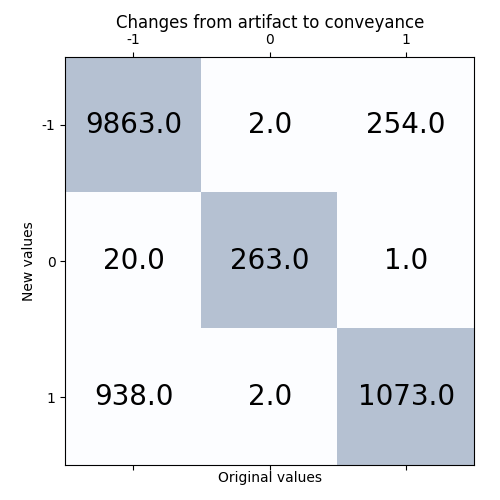 Changes from artifact to conveyance
-1 0 1
-1 9863.0 2.0 254.0
0 20.0 263.0 1.0
1 938.0 2.0 1073.0
New values
Original values